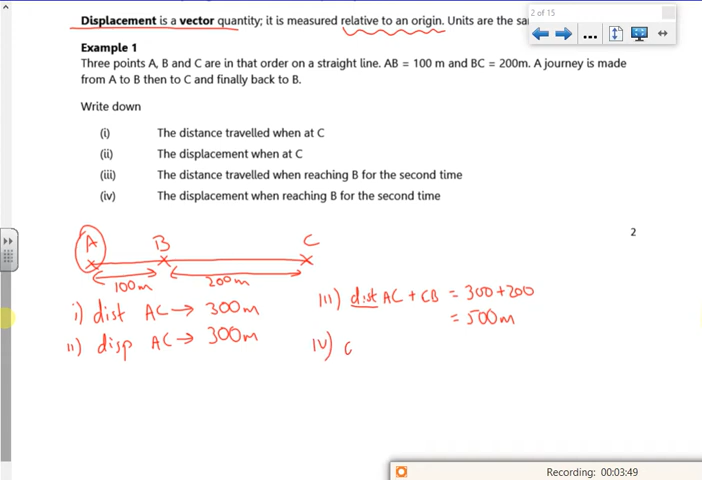 Displacement is a vector quantity; it is measured relative to an origin. Units are the
2 of 15
Example 1
Three points A, B and C are in that order on a straight line. AB = 100 m and BC = 200m. A journey is made
from A to B then to C and finally back to B.
Write down
(i) The distance travelled when at C
(ii) The displacement when at C
(iii) The distance travelled when reaching B for the second time
(iv) The displacement when reaching B for the second time
2
A B C
100m 200m
i) dist AC → 300m
ii) disp AC → 300m
III) dist AC + CB = 300+200
= 500m
IV)
Recording: 00:03:49